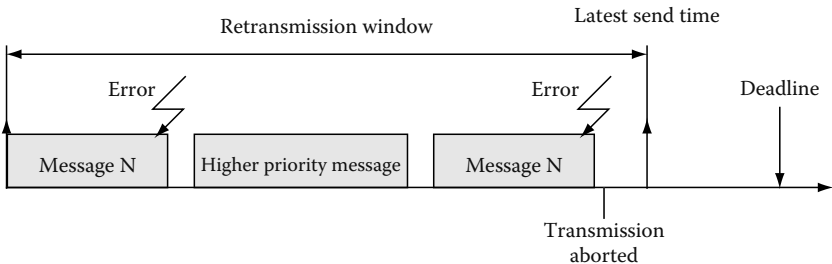 Latest send time
Retransmission window
Error
Error
Deadline
Message N
Higher priority message
Message N
Transmission
aborted